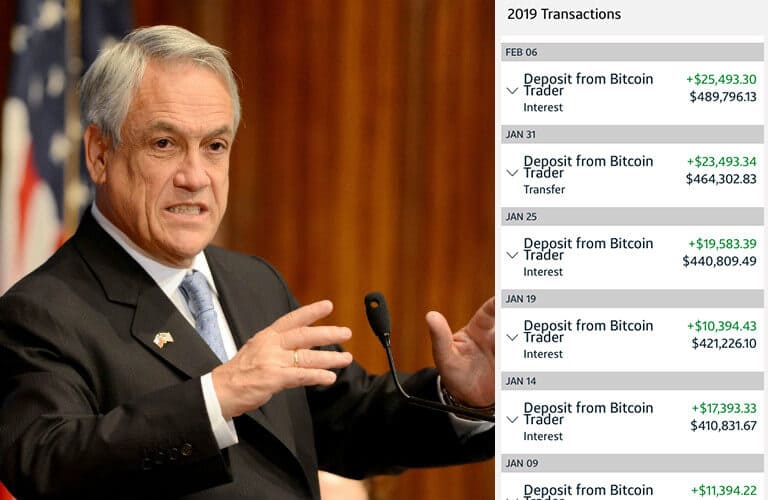 2019 Transactions
FEB 06
Deposit from Bitcoin +$25,493.30
Trader $489,796.13
Interest
JAN 31
Deposit from Bitcoin +$23,493.34
Trader $464,302.83
Transfer
JAN 25
Deposit from Bitcoin +$19,583.39
Trader $440,809.49
Interest
JAN 19
Deposit from Bitcoin +$10,394.43
Trader $421,226.10
Interest
JAN 14
Deposit from Bitcoin +$17,393.33
Trader $410,831.67
Interest
JAN 09
Deposit from Bitcoin +$11,394.22
Trader